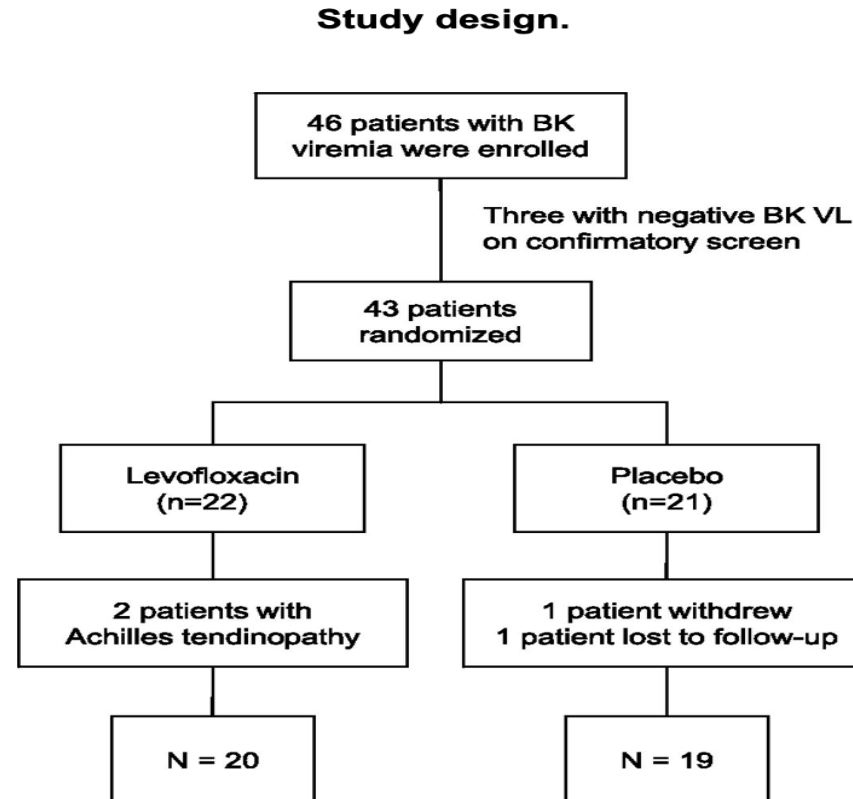 Study design.
46 patients with BK
viremia were enrolled
Three with negative BK VL
on confirmatory screen
43 patients
randomized
Levofloxacin
(n=22)
Placebo
(n=21)
2 patients with
Achilles tendinopathy
1 patient withdrew
1 patient lost to follow-up
N = 20
N = 19